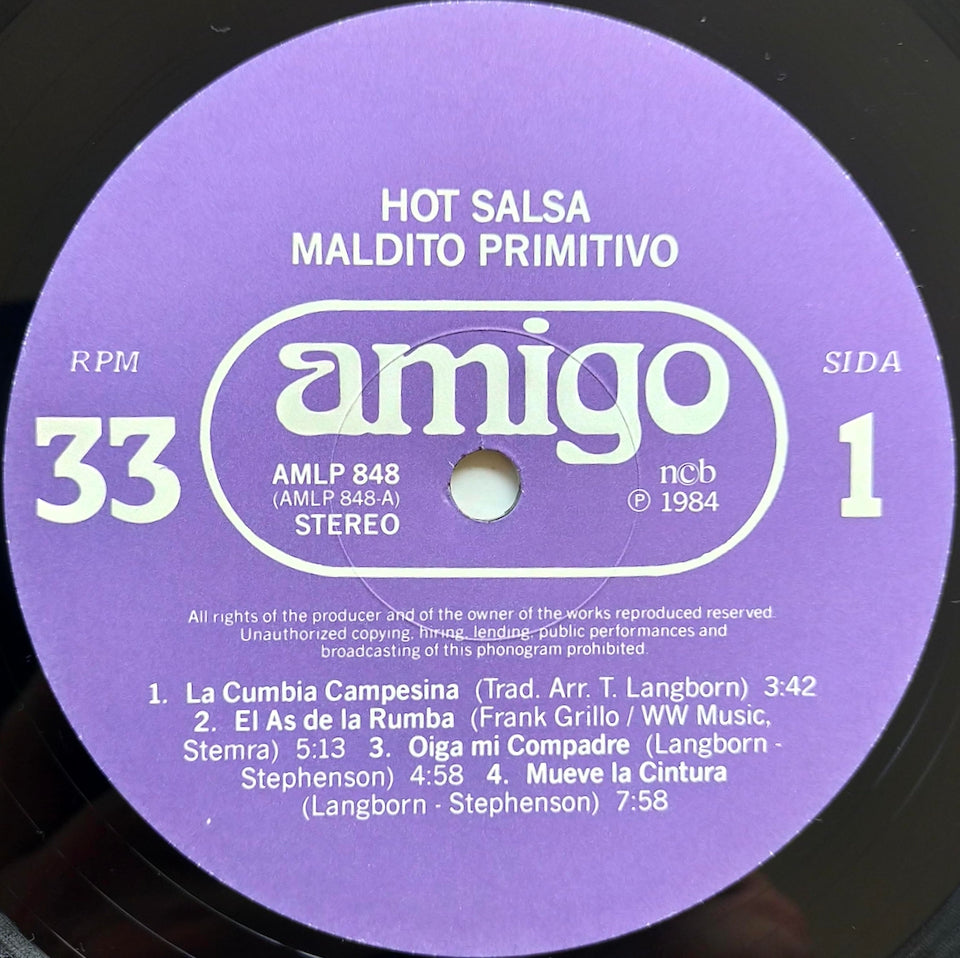 HOT SALSA
MALDITO PRIMITIVO
amigo
RPM
33
SIDA
1
AMLP 848
(AMLP 848-A)
STEREO
ncb
℗ 1984
All rights of the producer and of the owner of the works reproduced reserved.
Unauthorized copying, hiring, lending, public performances and
broadcasting of this phonogram prohibited.
1. La Cumbia Campesina (Trad. Arr. T. Langborn) 3:42
2. El As de la Rumba (Frank Grillo / WW Music,
Stemra) 5:13 3. Oiga mi Compadre (Langborn -
Stephenson) 4:58 4. Mueve la Cintura
(Langborn - Stephenson) 7:58